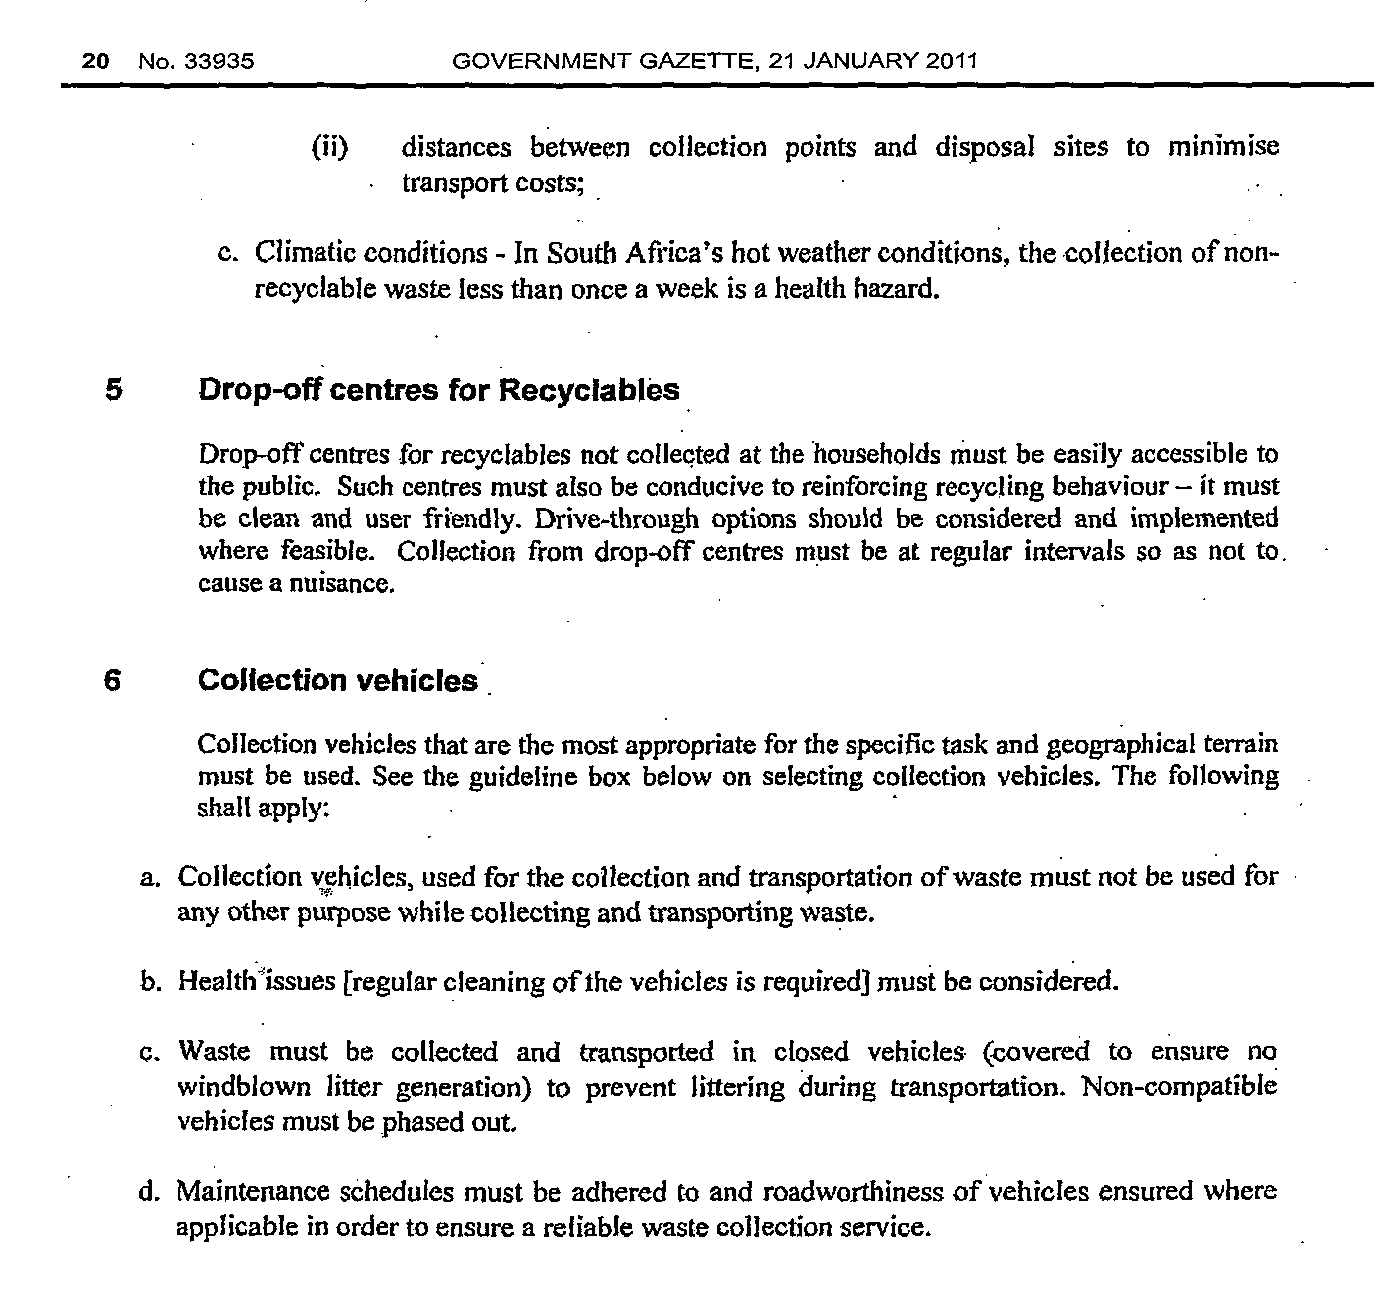 20 No. 33935 GOVERNMENT GAZETTE, 21 JANUARY 2011
(ii) distances between collection points and disposal sites to minimise
transport costs;
c. Climatic conditions - In South Africa's hot weather conditions, the collection of non-
recyclable waste less than once a week is a health hazard.
5 Drop-off centres for Recyclables
Drop-off centres for recyclables not collected at the households must be easily accessible to
the public. Such centres must also be conducive to reinforcing recycling behaviour – it must
be clean and user friendly. Drive-through options should be considered and implemented
where feasible. Collection from drop-off centres must be at regular intervals so as not to
cause a nuisance.
6 Collection vehicles
Collection vehicles that are the most appropriate for the specific task and geographical terrain
must be used. See the guideline box below on selecting collection vehicles. The following
shall apply:
a. Collection vehicles, used for the collection and transportation of waste must not be used for
any other purpose while collecting and transporting waste.
b. Health issues [regular cleaning of the vehicles is required] must be considered.
c. Waste must be collected and transported in closed vehicles (covered to ensure no
windblown litter generation) to prevent littering during transportation. Non-compatible
vehicles must be phased out.
d. Maintenance schedules must be adhered to and roadworthiness of vehicles ensured where
applicable in order to ensure a reliable waste collection service.